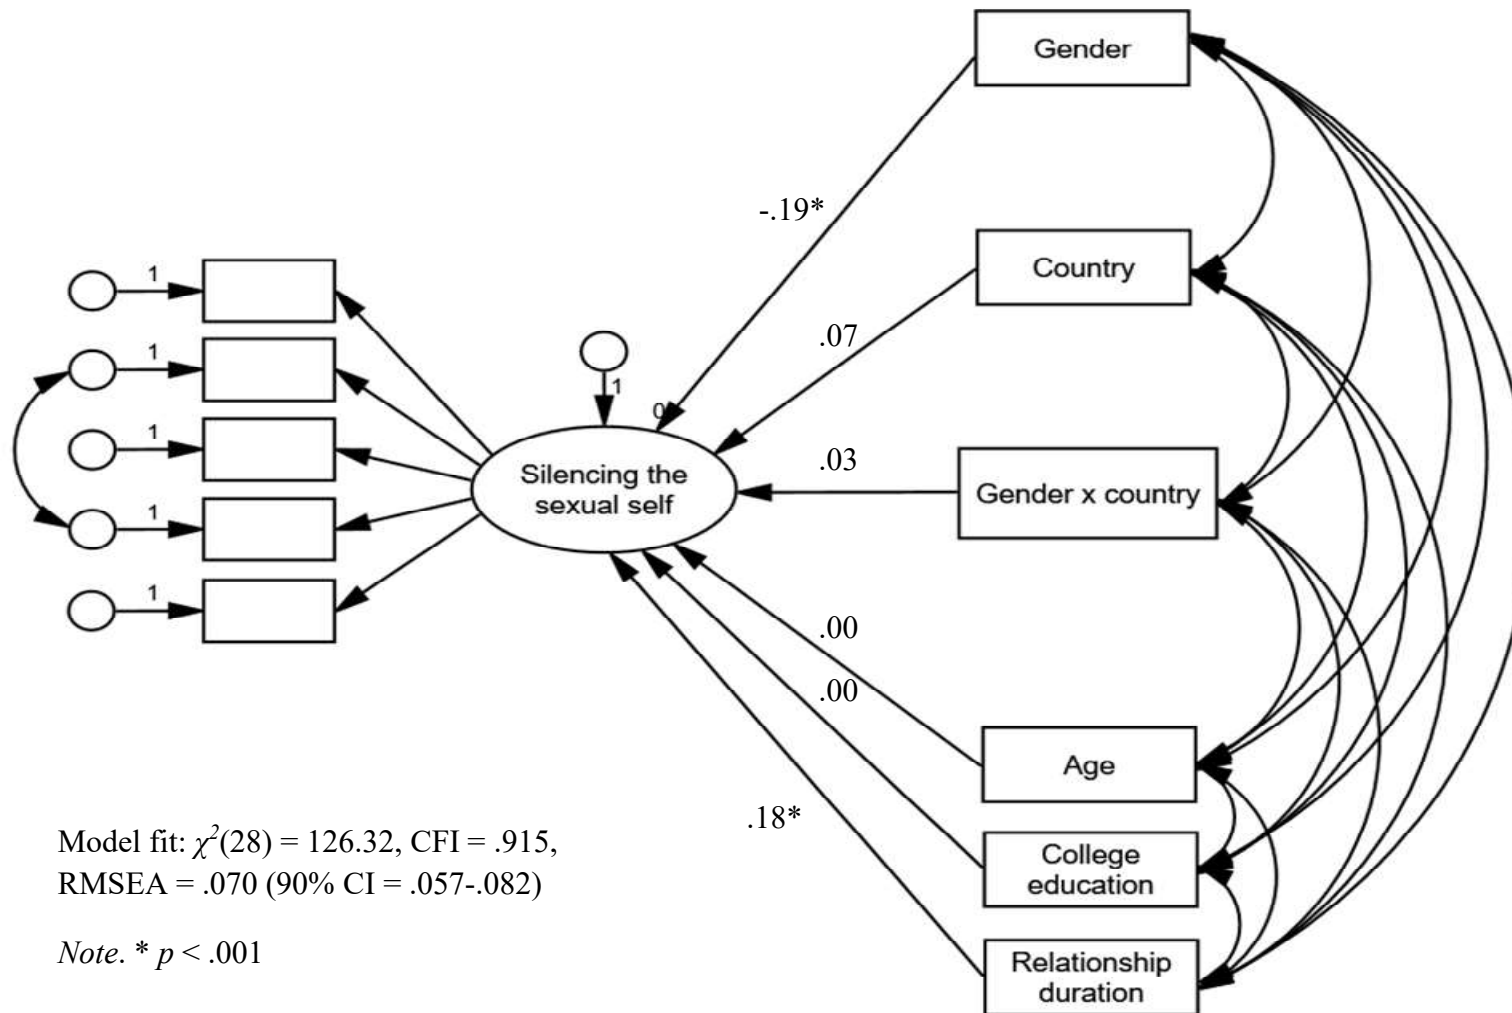 Gender
-.19*
Country
.07
1
1
1
1
1
1
0
Silencing the
sexual self
.03
Gender x country
.00
.00
Age
.18*
College
education
Relationship
duration
Model fit: χ²(28) = 126.32, CFI = .915,
RMSEA = .070 (90% CI = .057-.082)
Note. * p < .001